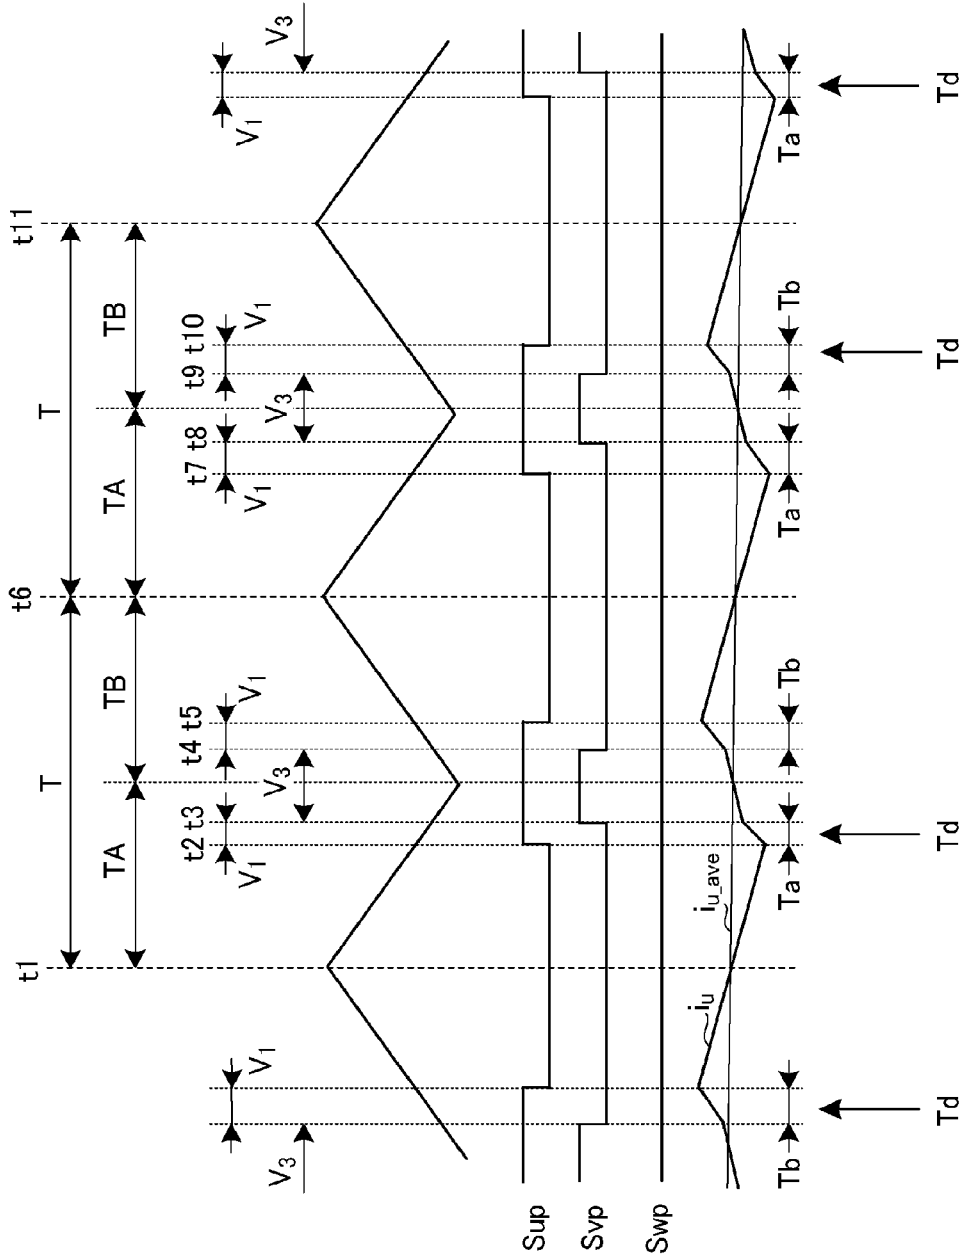 t1 t6 t11
T T
TA TB TA TB
t2 t3 t4 t5 t7 t8 t9 t10
V1 V1 V1 V1 V1 V1
V3 V3 V3 V3
Sup
Svp
Swp
iu iu_ave
Tb Ta Tb Ta Tb Ta
Td Td Td Td